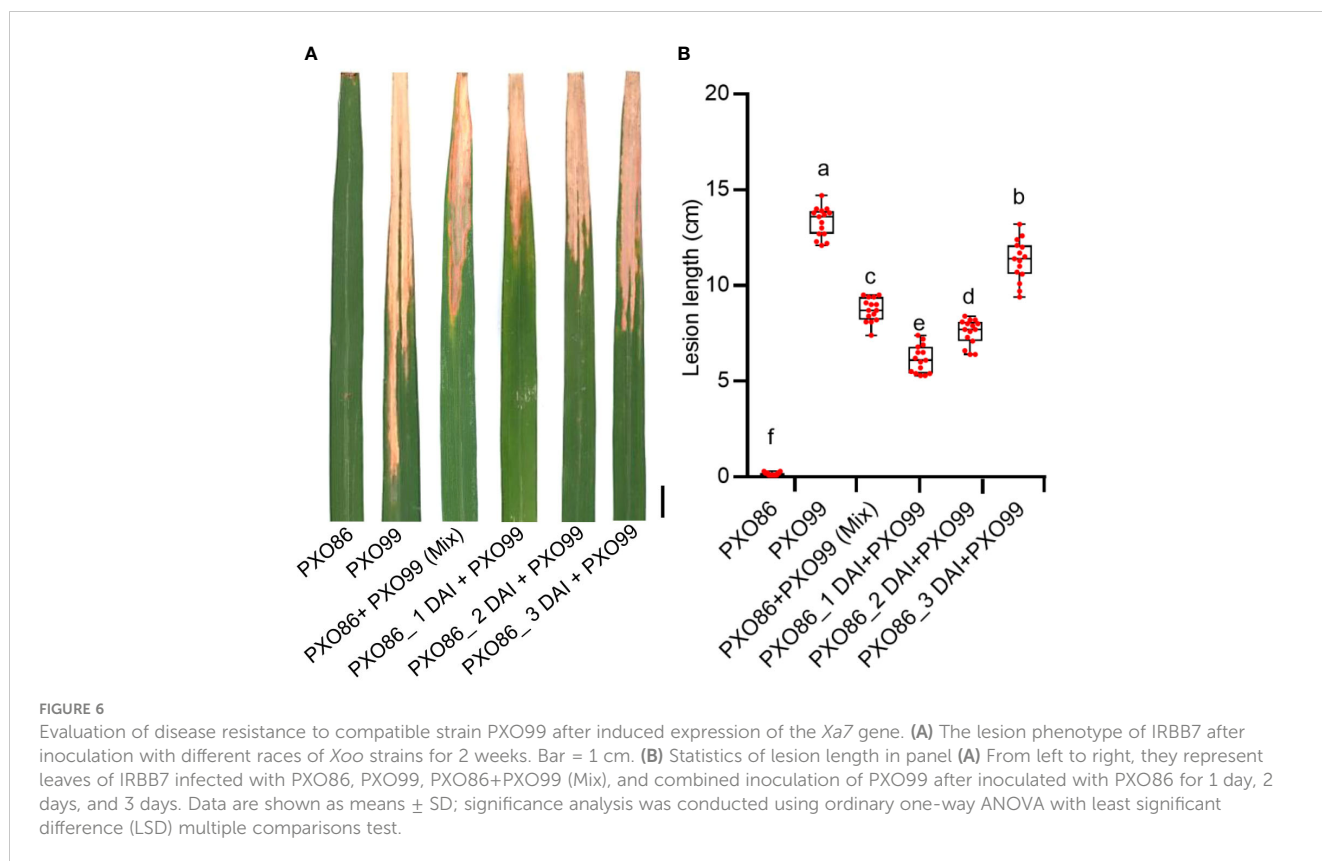 A
PXO86
PXO99
PXO86+ PXO99 (Mix)
PXO86_1 DAI + PXO99
PXO86_2 DAI + PXO99
PXO86_3 DAI + PXO99
B
Lesion length (cm)
20
15
10
5
0
f
a
c
e
d
b
PXO86
PXO99
PXO86+PXO99 (Mix)
PXO86_1 DAI+PXO99
PXO86_2 DAI+PXO99
PXO86_3 DAI+PXO99
FIGURE 6
Evaluation of disease resistance to compatible strain PXO99 after induced expression of the Xa7 gene. (A) The lesion phenotype of IRBB7 after
inoculation with different races of Xoo strains for 2 weeks. Bar = 1 cm. (B) Statistics of lesion length in panel (A) From left to right, they represent
leaves of IRBB7 infected with PXO86, PXO99, PXO86+PXO99 (Mix), and combined inoculation of PXO99 after inoculated with PXO86 for 1 day, 2
days, and 3 days. Data are shown as means ± SD; significance analysis was conducted using ordinary one-way ANOVA with least significant
difference (LSD) multiple comparisons test.